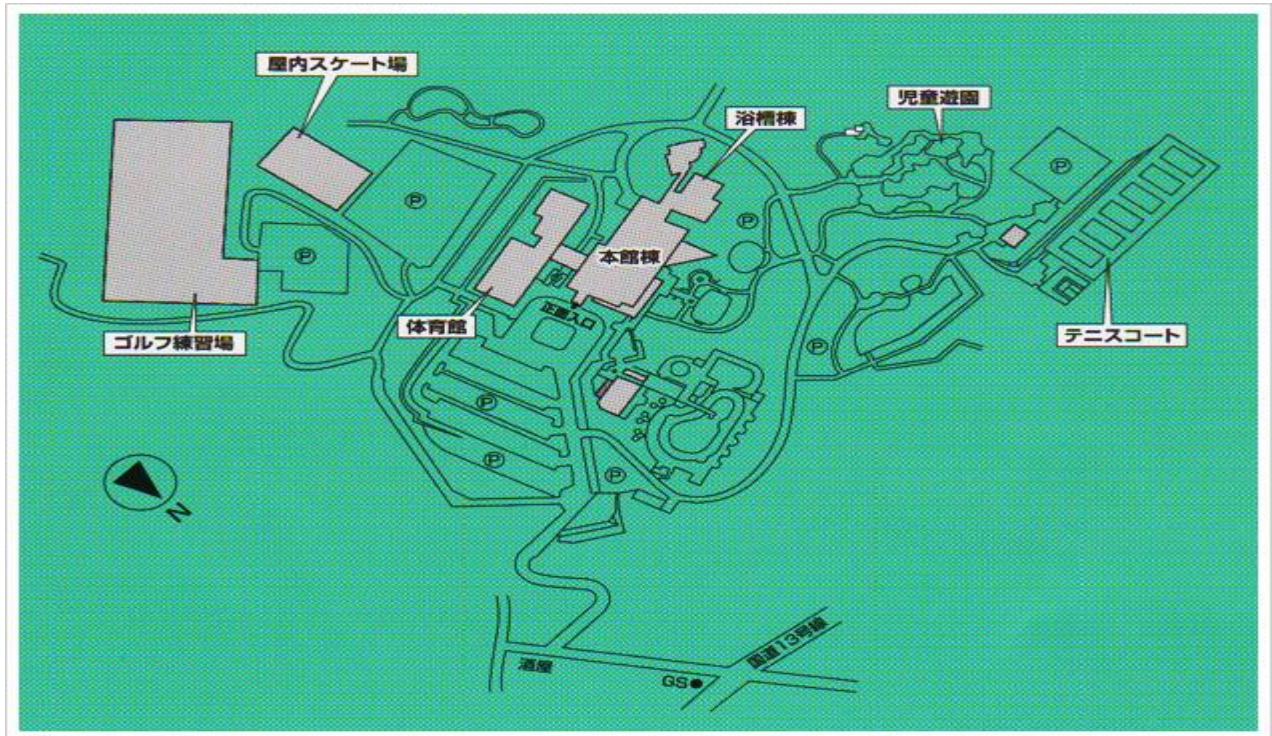 屋内スケート場
児童遊園
浴槽棟
P
P
P
P
本館棟
正面入口
体育館
ゴルフ練習場
テニスコート
P
P
P
P
N
国道13号線
酒屋
GS